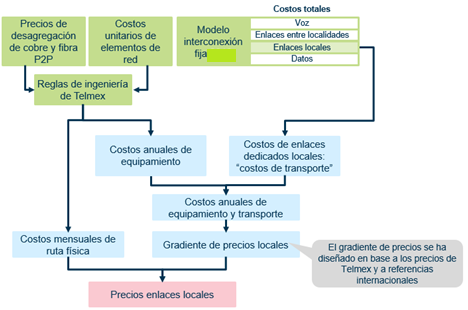 Costos totales
Precios de
desagregación
de cobre y fibra
P2P
Costos
unitarios de
elementos de
red
Modelo
interconexión
fija
Voz
Enlaces entre localidades
Enlaces locales
Datos
Reglas de ingeniería
de Telmex
Costos anuales de
equipamiento
Costos de enlaces
dedicados locales:
“costos de transporte”
Costos anuales de
equipamiento y transporte
Costos mensuales de
ruta física
Gradiente de precios locales
El gradiente de precios se ha
diseñado en base a los precios de
Telmex y a referencias
internacionales
Precios enlaces locales